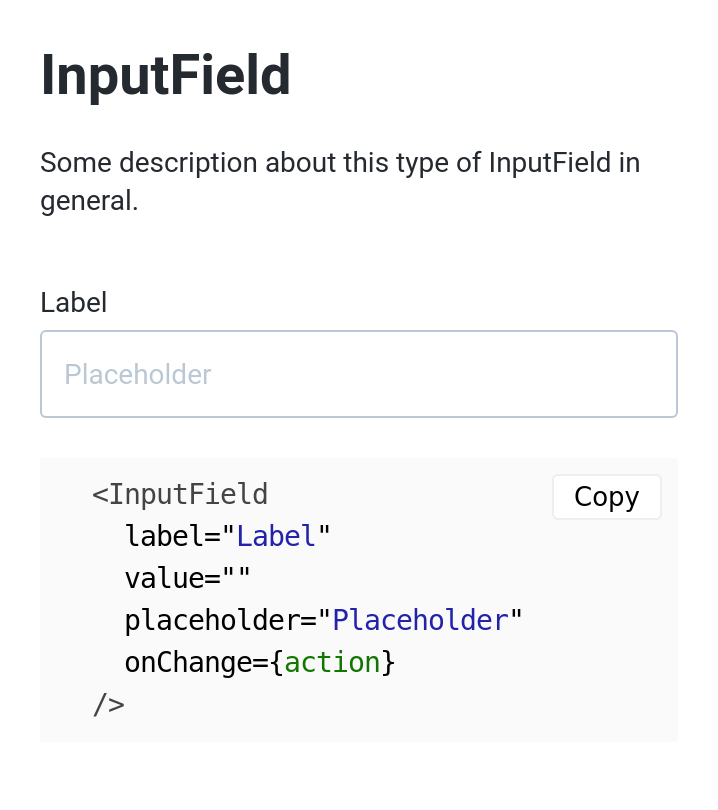 InputField
Some description about this type of InputField in
general.
Label
Placeholder
Copy
<InputField
  label="Label"
  value=""
  placeholder="Placeholder"
  onChange={action}
/>